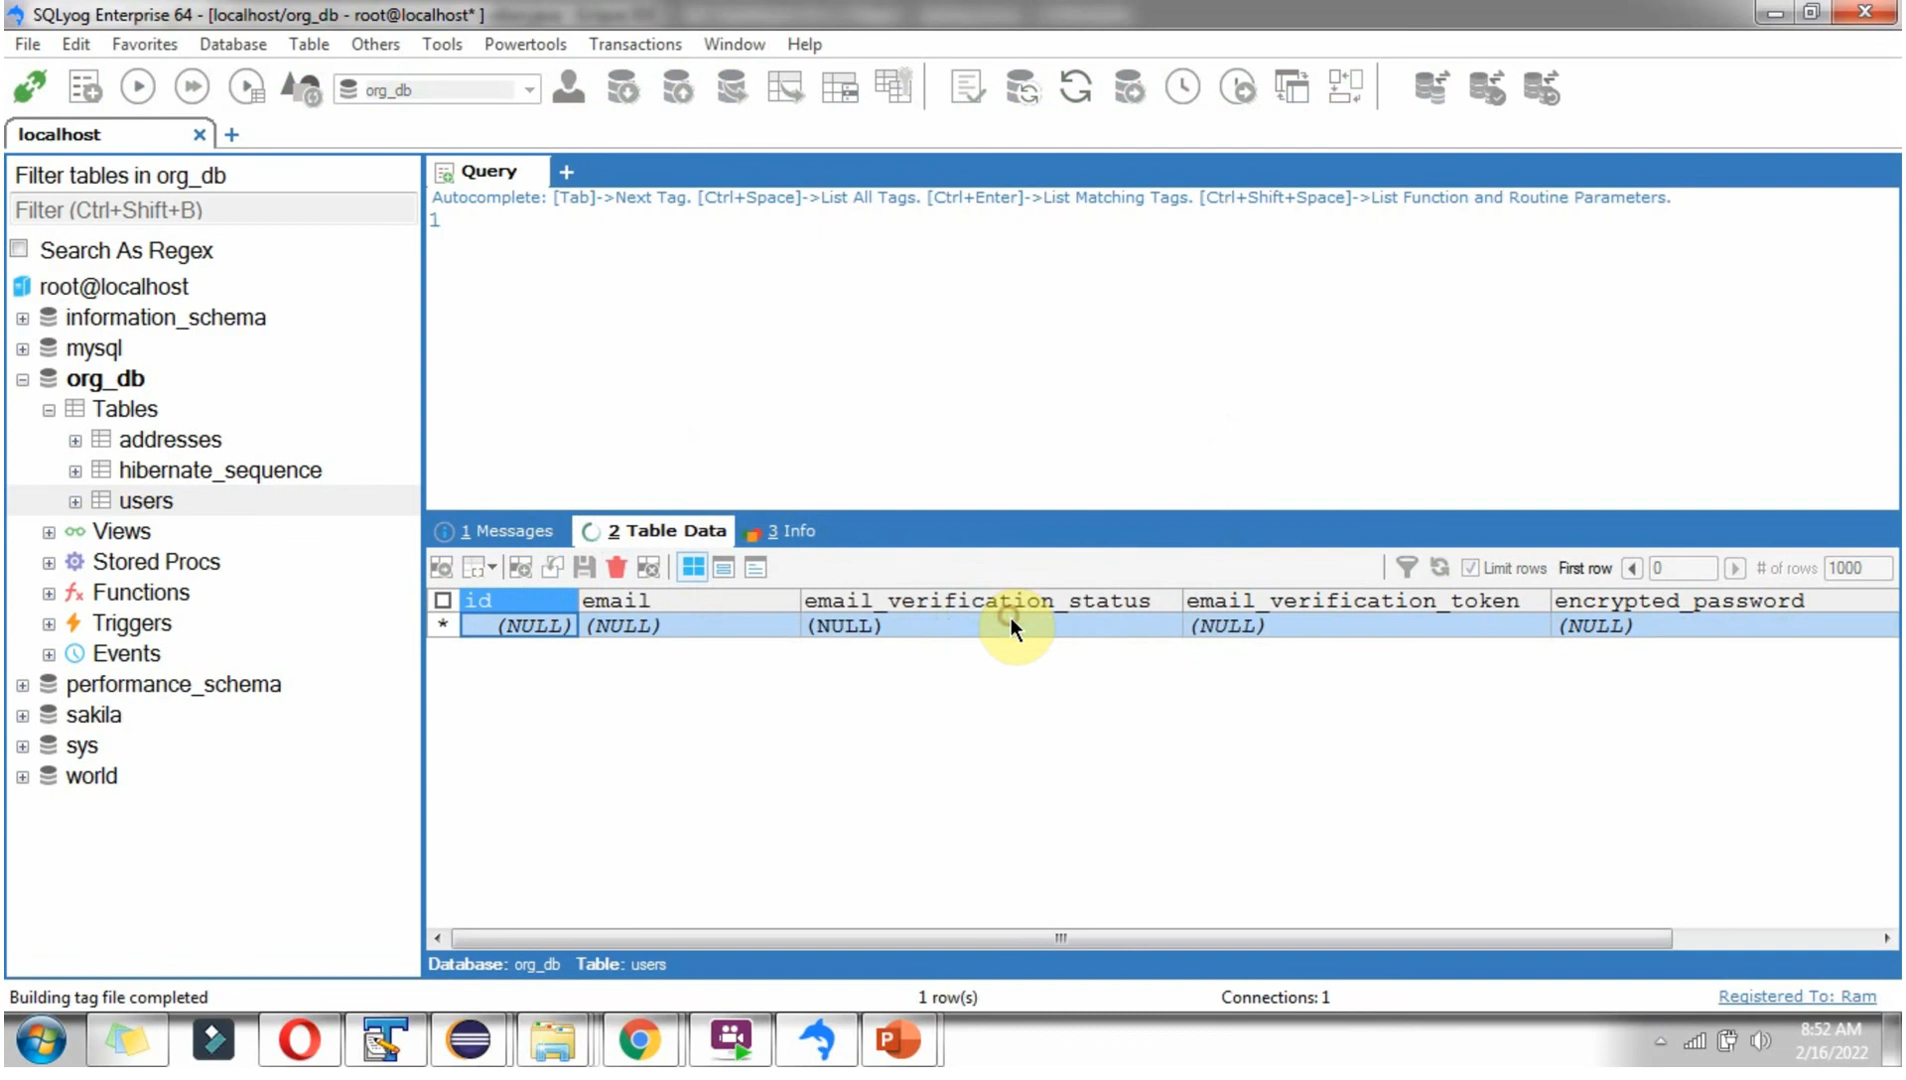 SQLyog Enterprise 64 - [localhost/org_db - root@localhost* ]
File Edit Favorites Database Table Others Tools Powertools Transactions Window Help
org_db
localhost
Filter tables in org_db
Filter (Ctrl+Shift+B)
Search As Regex
root@localhost
information_schema
mysql
org_db
Tables
addresses
hibernate_sequence
users
Views
Stored Procs
Functions
Triggers
Events
performance_schema
sakila
sys
world
Query
Autocomplete: [Tab]->Next Tag. [Ctrl+Space]->List All Tags. [Ctrl+Enter]->List Matching Tags. [Ctrl+Shift+Space]->List Function and Routine Parameters.
1
1 Messages 2 Table Data 3 Info
Limit rows First row 0 # of rows 1000
id email email_verification_status email_verification_token encrypted_password
* (NULL) (NULL) (NULL) (NULL) (NULL)
Database: org_db Table: users
Building tag file completed 1 row(s) Connections: 1 Registered To: Ram
8:52 AM
2/16/2022